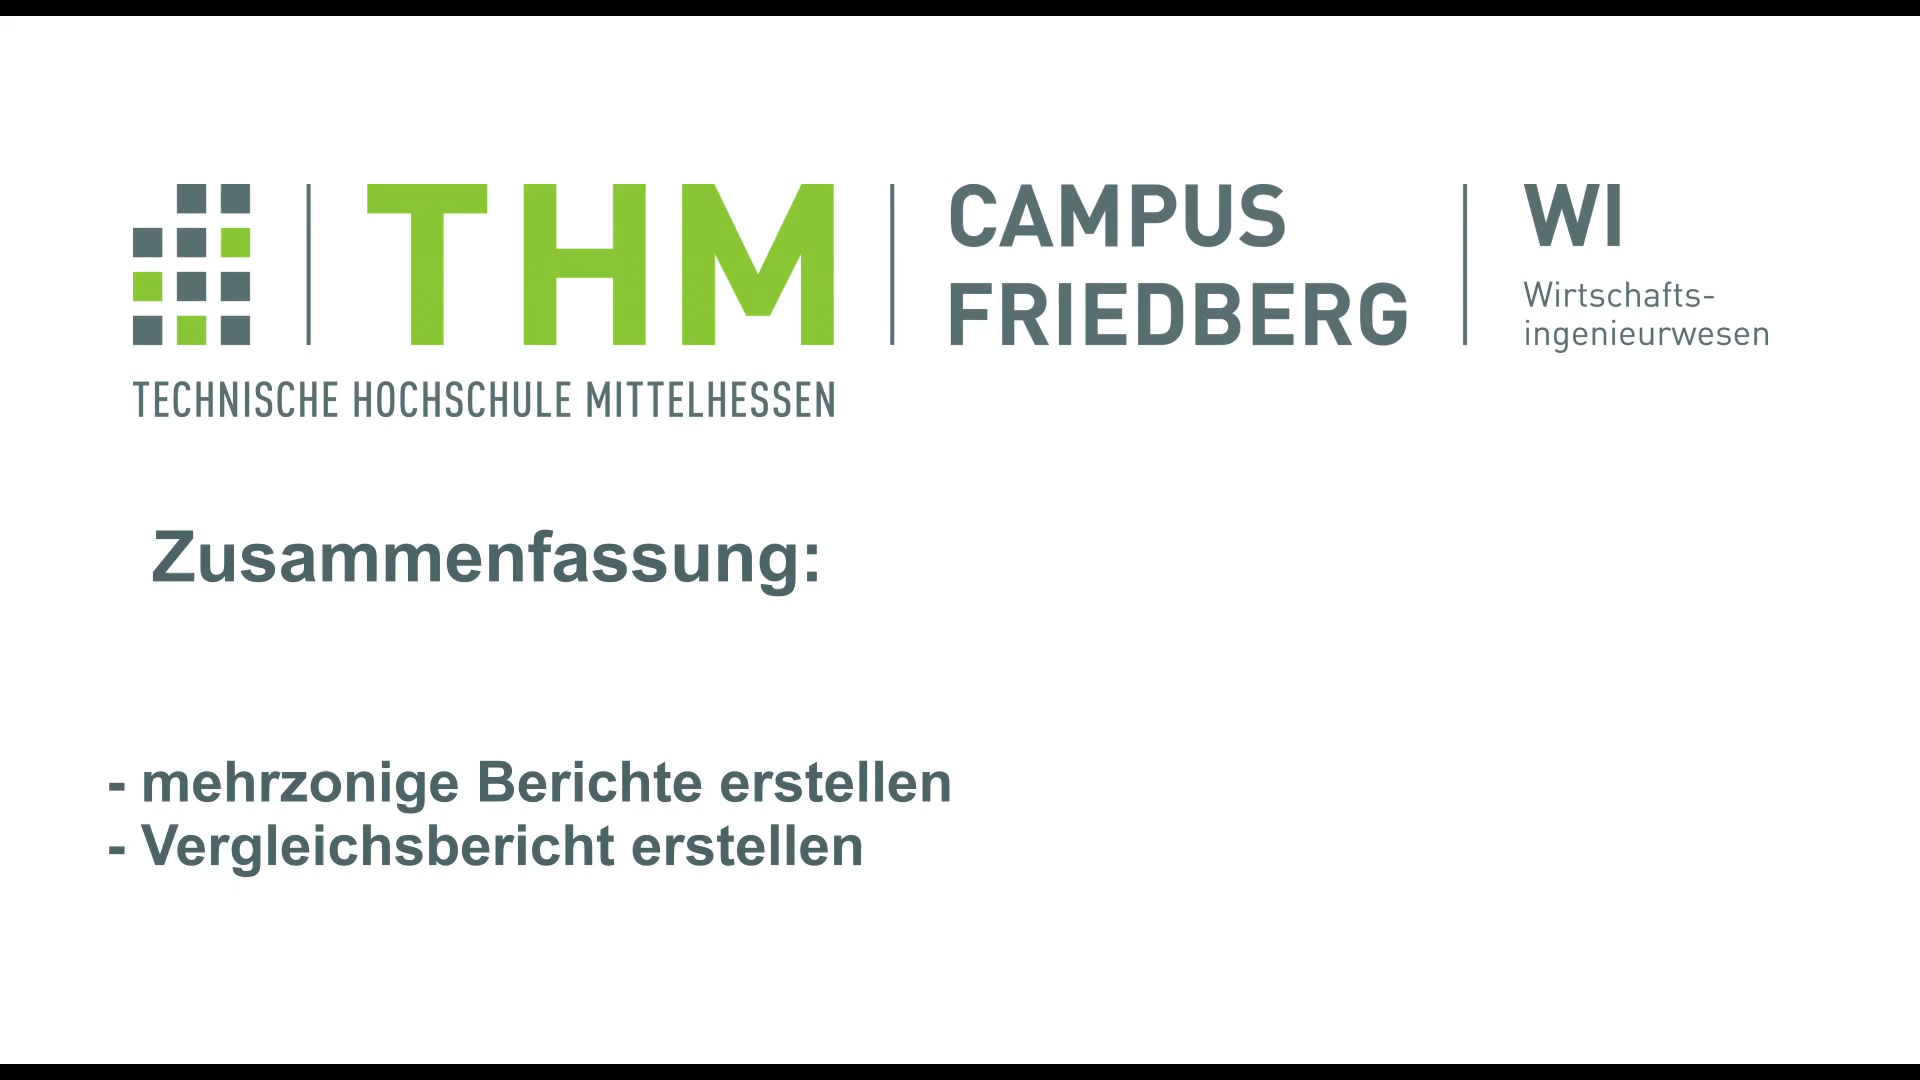 THM
CAMPUS
FRIEDBERG
WI
Wirtschafts-
ingenieurwesen
TECHNISCHE HOCHSCHULE MITTELHESSEN
Zusammenfassung:
- mehrzonige Berichte erstellen
- Vergleichsbericht erstellen